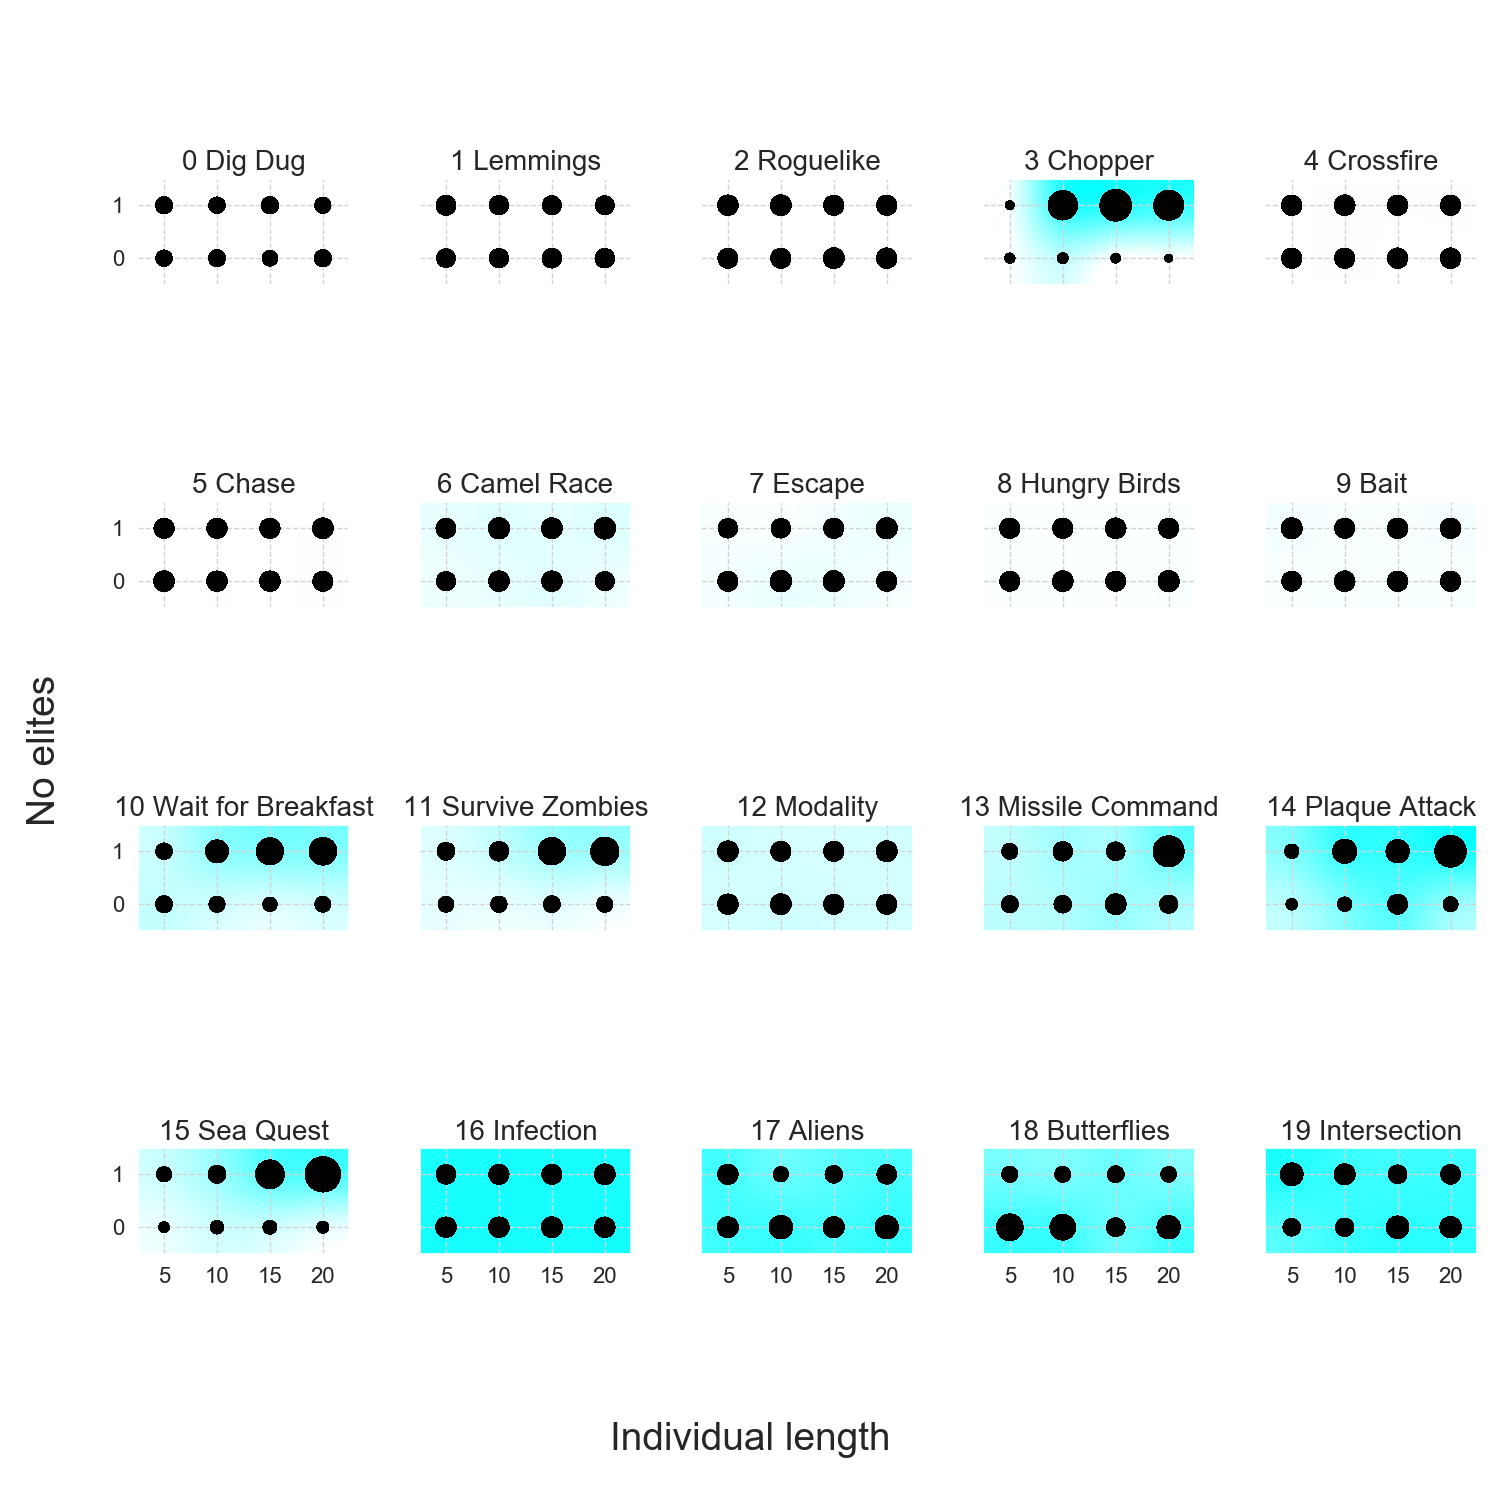 0 Dig Dug
1 Lemmings
2 Roguelike
3 Chopper
4 Crossfire
1
0
5 Chase
6 Camel Race
7 Escape
8 Hungry Birds
9 Bait
1
0
No elites
10 Wait for Breakfast
11 Survive Zombies
12 Modality
13 Missile Command
14 Plaque Attack
1
0
15 Sea Quest
16 Infection
17 Aliens
18 Butterflies
19 Intersection
1
0
5 10 15 20
5 10 15 20
5 10 15 20
5 10 15 20
5 10 15 20
Individual length